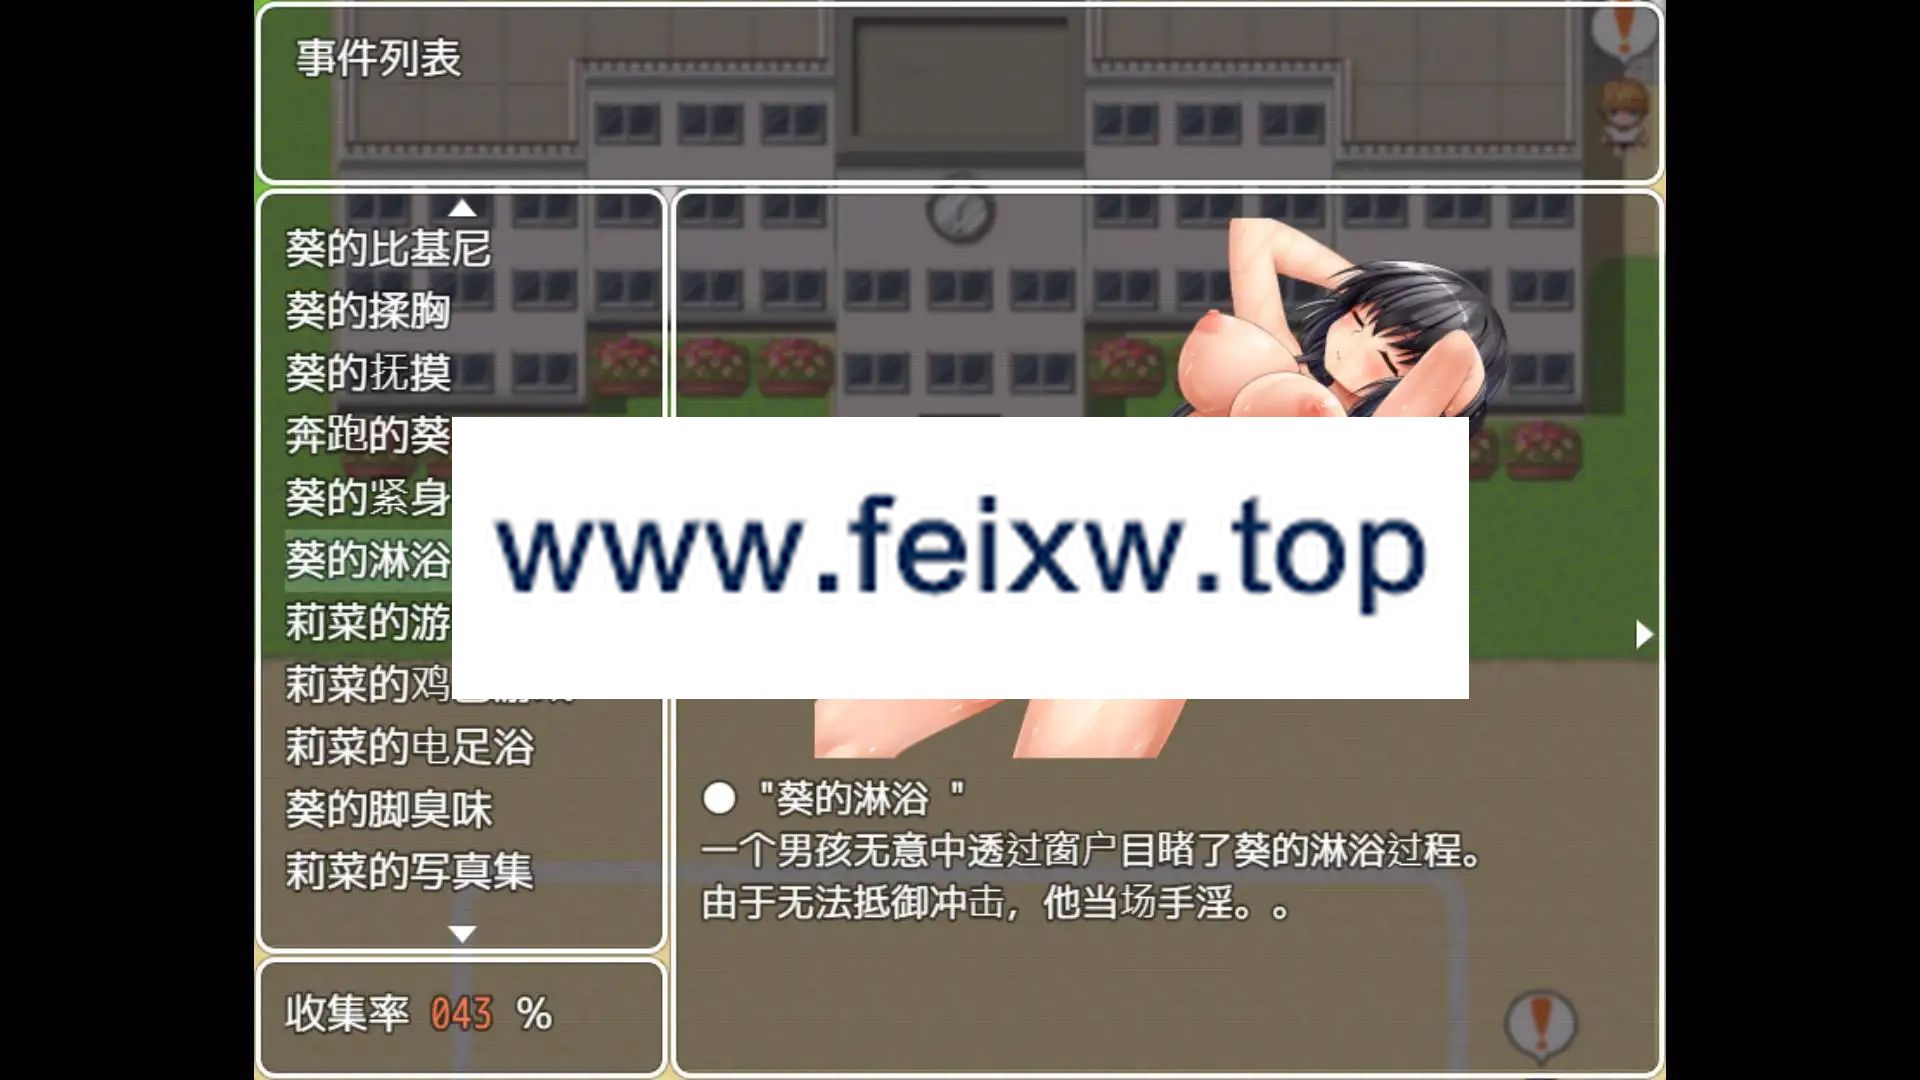 事件列表
葵的比基尼
葵的揉胸
葵的抚摸
奔跑的葵
葵的紧身
葵的淋浴
莉菜的游
莉菜的鸡
莉菜的电足浴
葵的脚臭味
莉菜的写真集
收集率 043 %
www.feixw.top
● "葵的淋浴 "
一个男孩无意中透过窗户目睹了葵的淋浴过程。
由于无法抵御冲击，他当场手淫。。